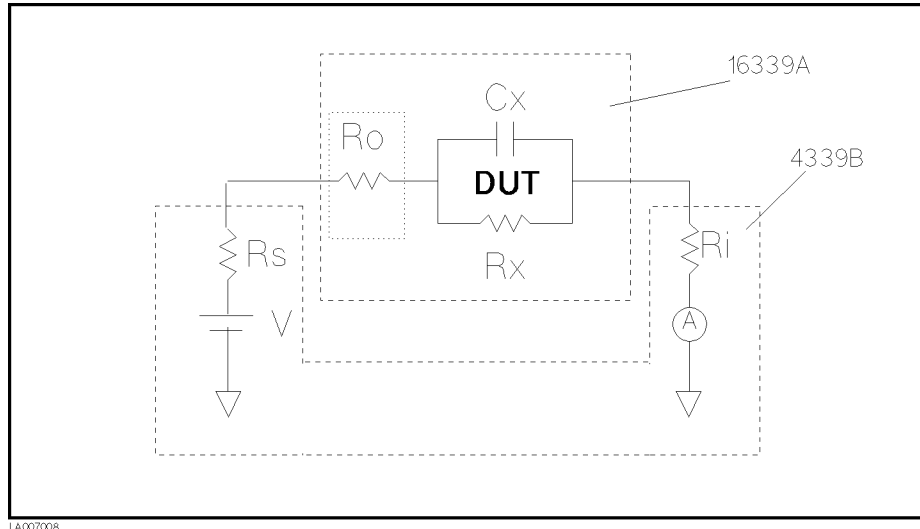 16339A
Cx
Ro
4339B
DUT
Rs
Rx
Ri
V
A
LA007008